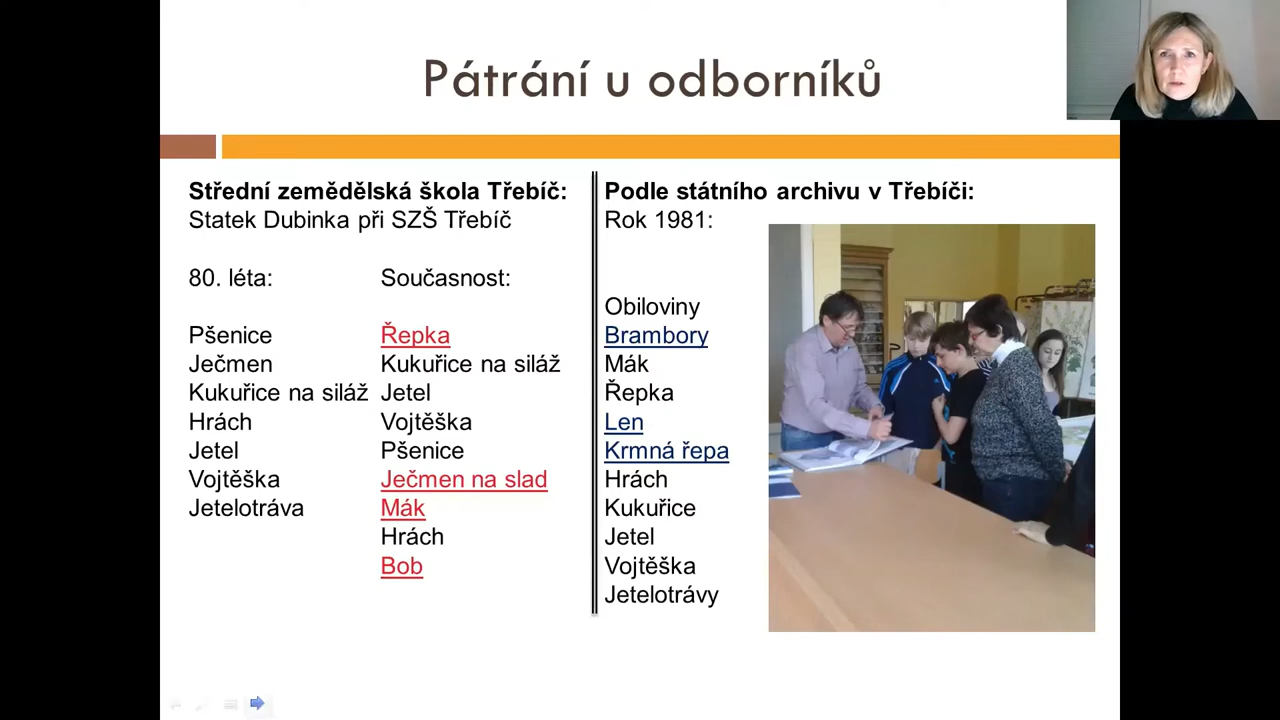 Pátrání u odborníků
Střední zemědělská škola Třebíč:
Statek Dubinka při SZŠ Třebíč
80. léta:
Pšenice
Ječmen
Kukuřice na siláž
Hrách
Jetel
Vojtěška
Jetelotráva
Současnost:
Řepka
Kukuřice na siláž
Jetel
Vojtěška
Pšenice
Ječmen na slad
Mák
Hrách
Bob
Podle státního archivu v Třebíči:
Rok 1981:
Obiloviny
Brambory
Mák
Řepka
Len
Krmná řepa
Hrách
Kukuřice
Jetel
Vojtěška
Jetelotrávy